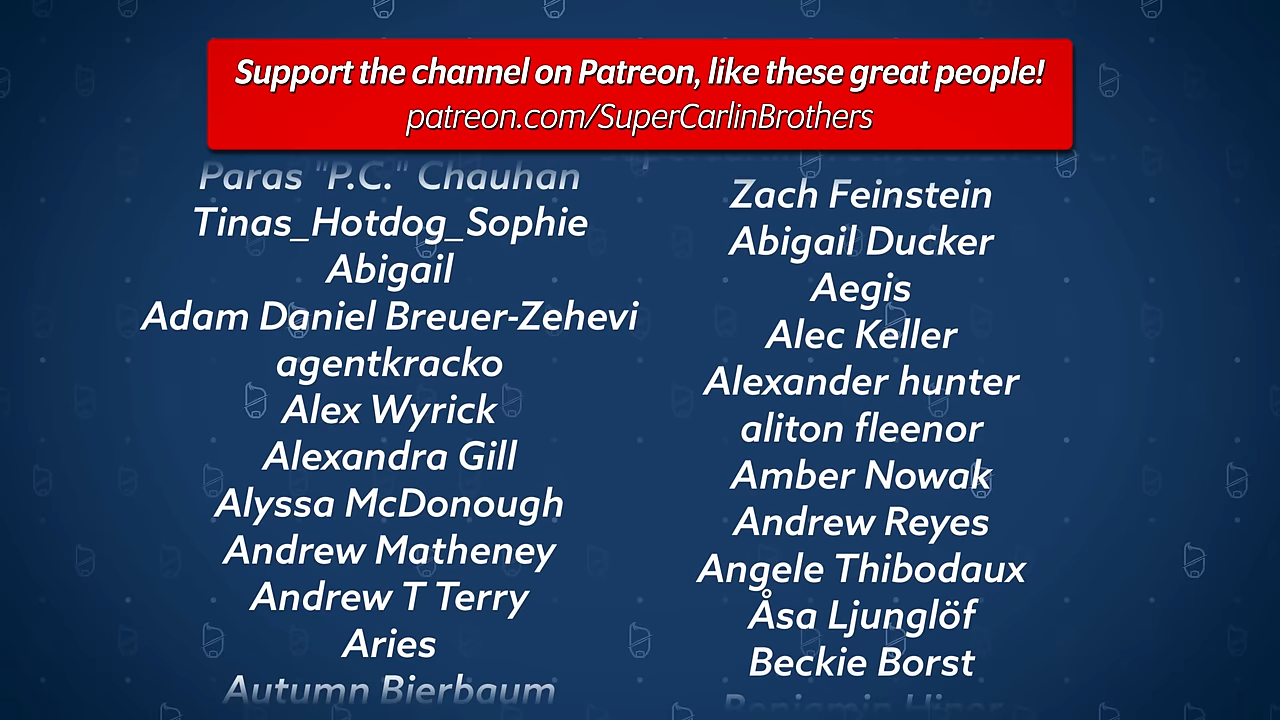 Support the channel on Patreon, like these great people!
patreon.com/SuperCarlinBrothers
Paras "P.C." Chauhan
Tinas_Hotdog_Sophie
Abigail
Adam Daniel Breuer-Zehevi
agentkracko
Alex Wyrick
Alexandra Gill
Alyssa McDonough
Andrew Matheney
Andrew T Terry
Aries
Autumn Bierbaum
Zach Feinstein
Abigail Ducker
Aegis
Alec Keller
Alexander hunter
aliton fleenor
Amber Nowak
Andrew Reyes
Angele Thibodaux
Åsa Ljunglöf
Beckie Borst
Benjamin